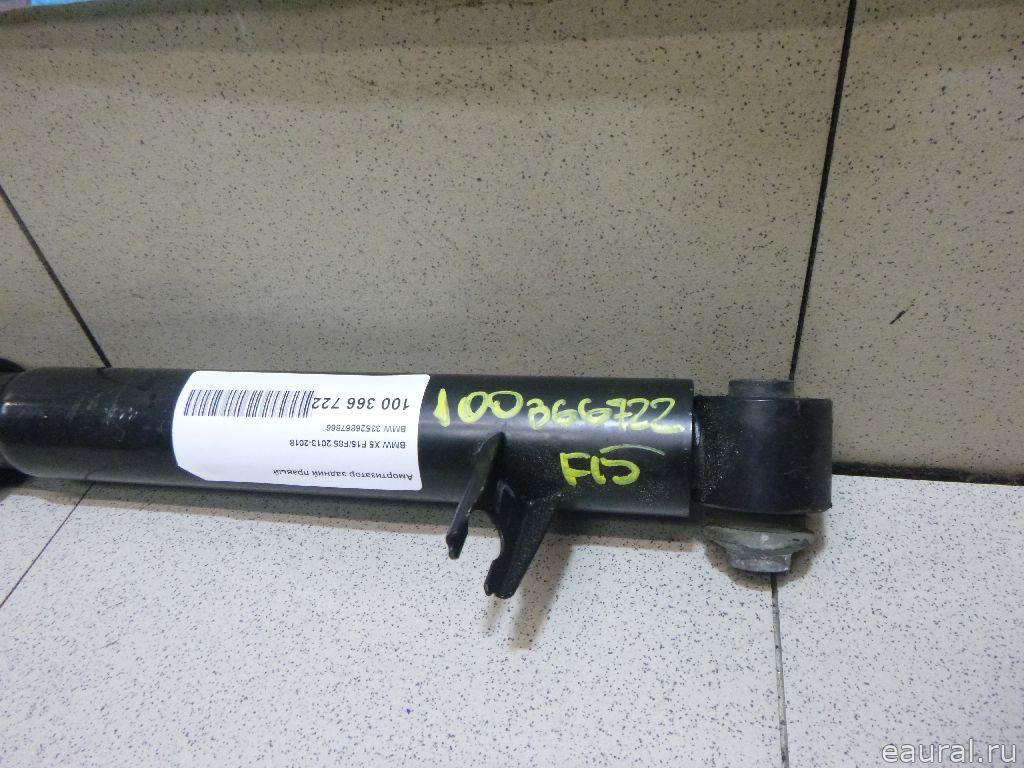 Амортизатор задний правый
BMW X5 F15/F85 2013-2018
BMW 33526867866
100 366 722
100366722
F15
eaural.ru